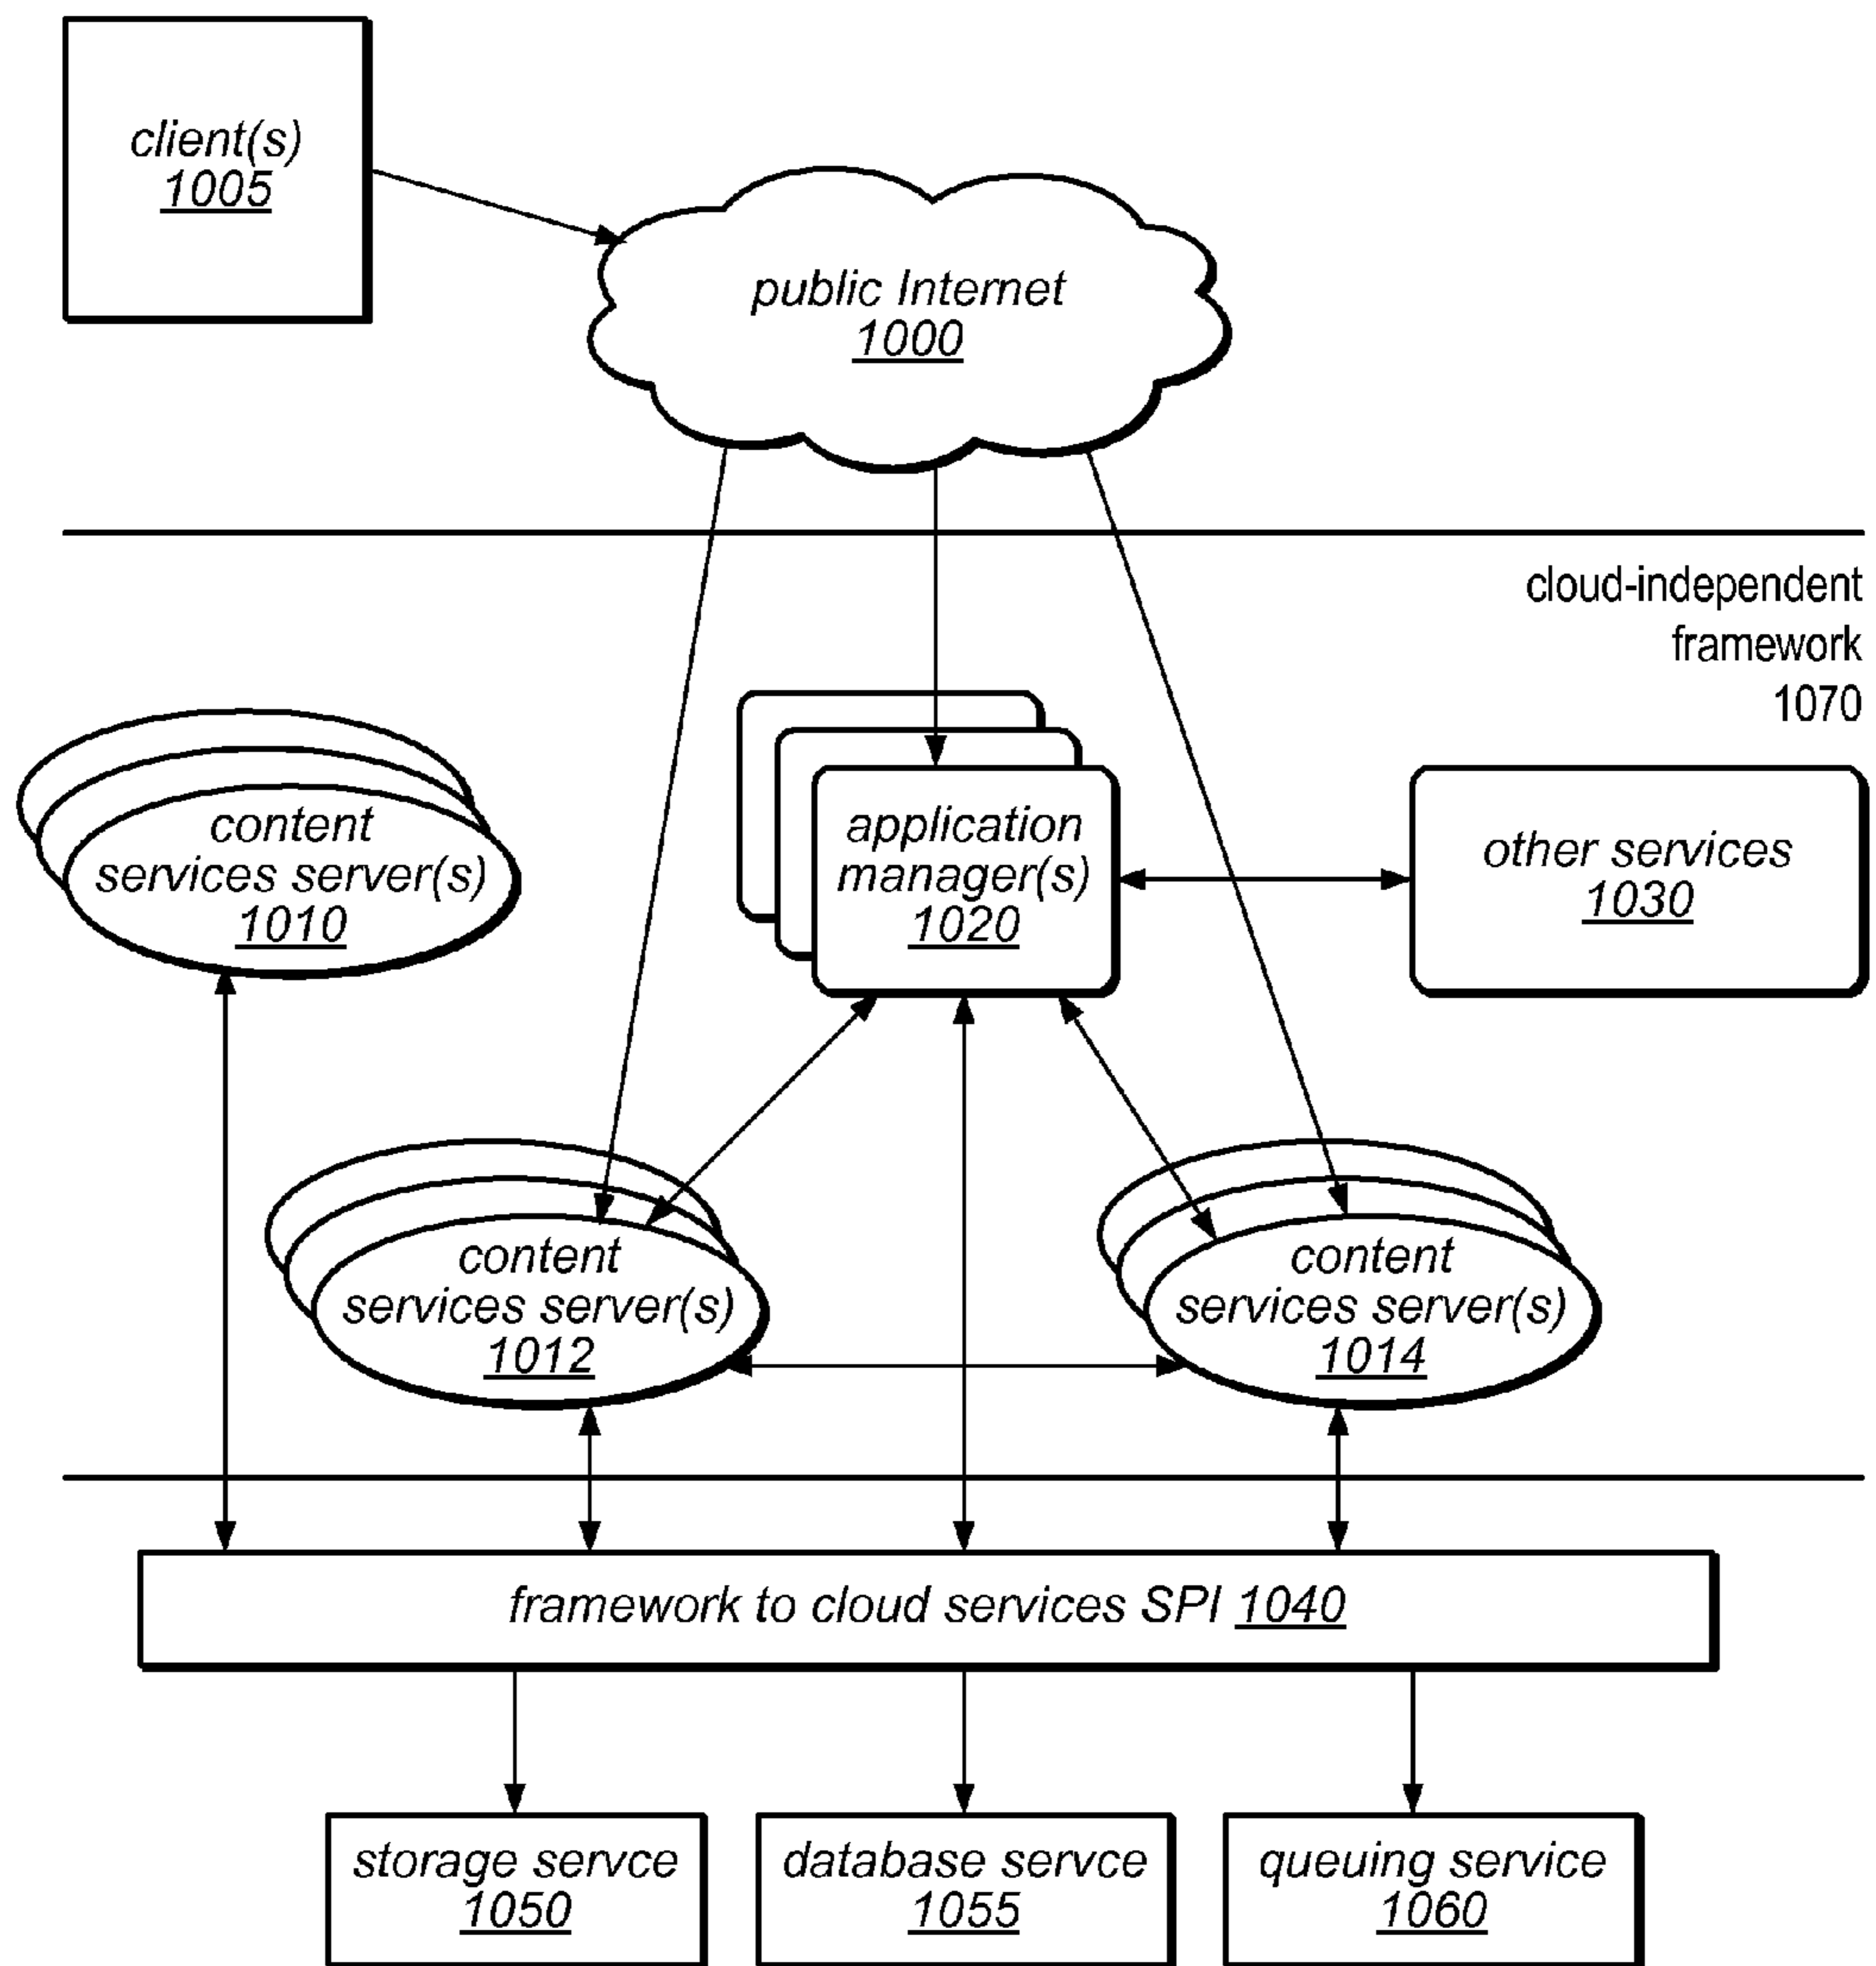 client(s)
1005
public Internet
1000
cloud-independent
framework
1070
content
services server(s)
1010
application
manager(s)
1020
other services
1030
content
services server(s)
1012
content
services server(s)
1014
framework to cloud services SPI 1040
storage servce
1050
database servce
1055
queuing service
1060